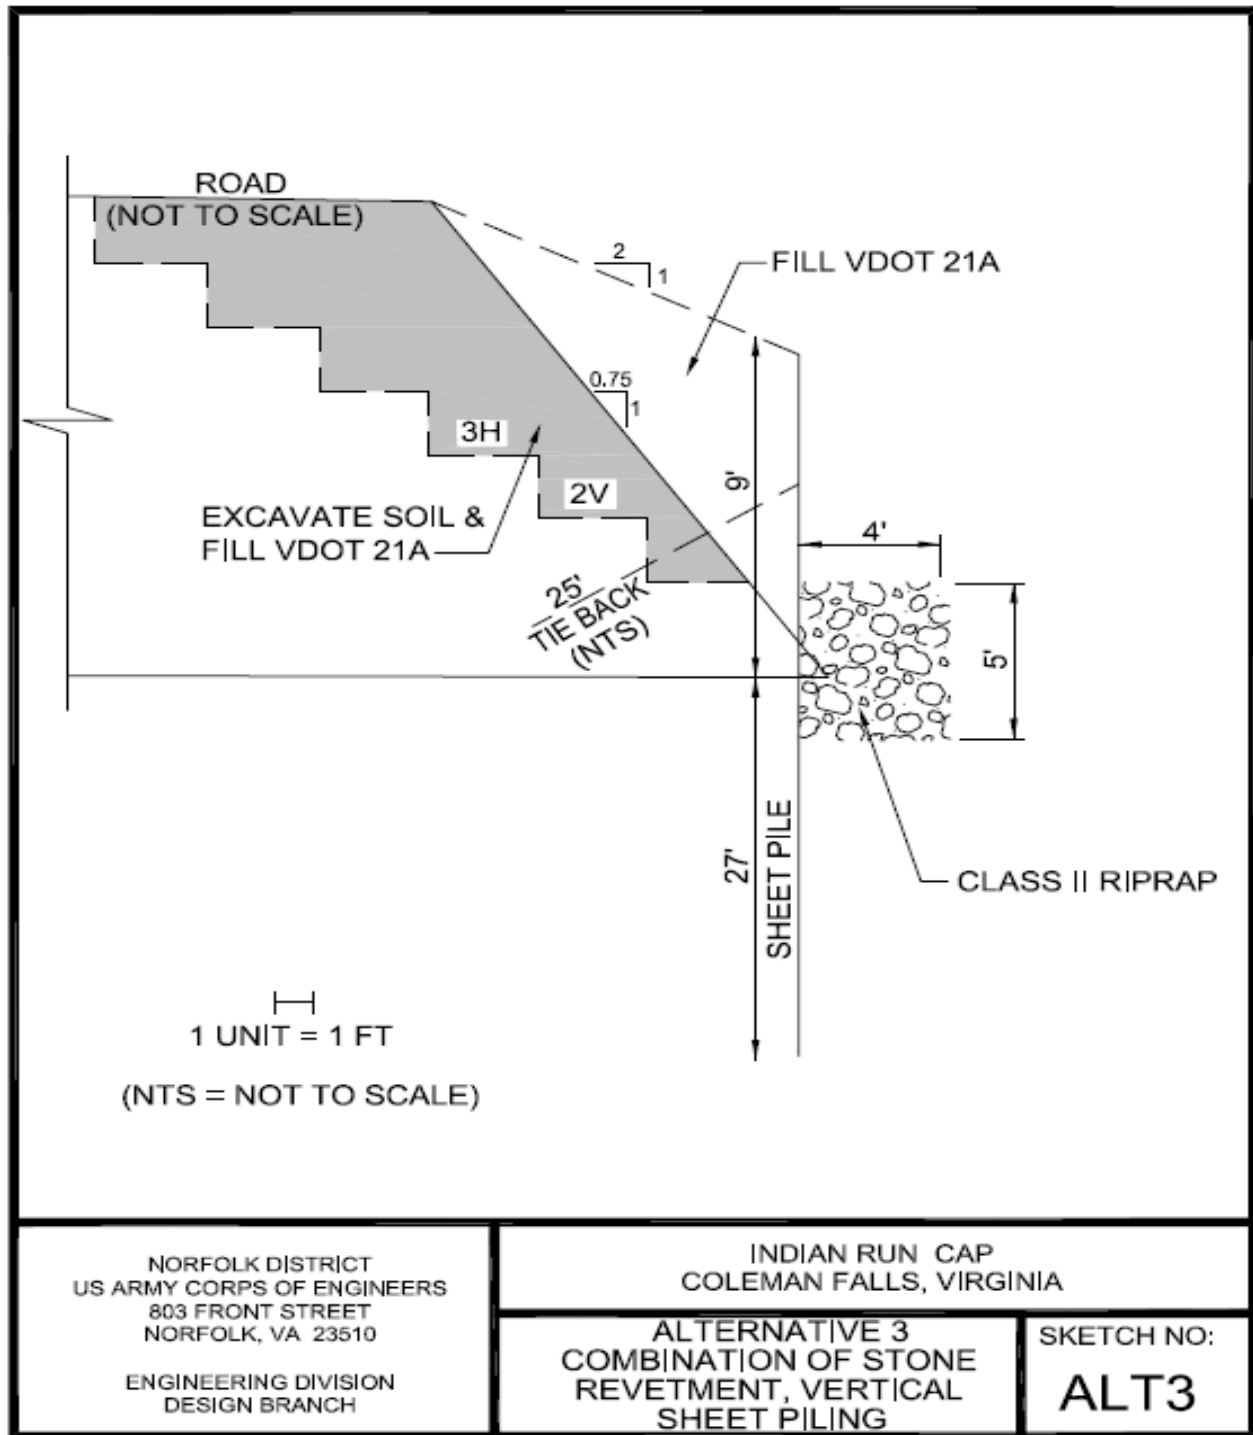 ROAD
(NOT TO SCALE)
2
1
FILL VDOT 21A
0.75
1
3H
2V
EXCAVATE SOIL &
FILL VDOT 21A
9'
4'
25'
TIE BACK
(NTS)
5'
27'
SHEET PILE
CLASS II RIPRAP
1 UNIT = 1 FT
(NTS = NOT TO SCALE)
NORFOLK DISTRICT
US ARMY CORPS OF ENGINEERS
803 FRONT STREET
NORFOLK, VA 23510
ENGINEERING DIVISION
DESIGN BRANCH
INDIAN RUN CAP
COLEMAN FALLS, VIRGINIA
ALTERNATIVE 3
COMBINATION OF STONE
REVETMENT, VERTICAL
SHEET PILING
SKETCH NO:
ALT3